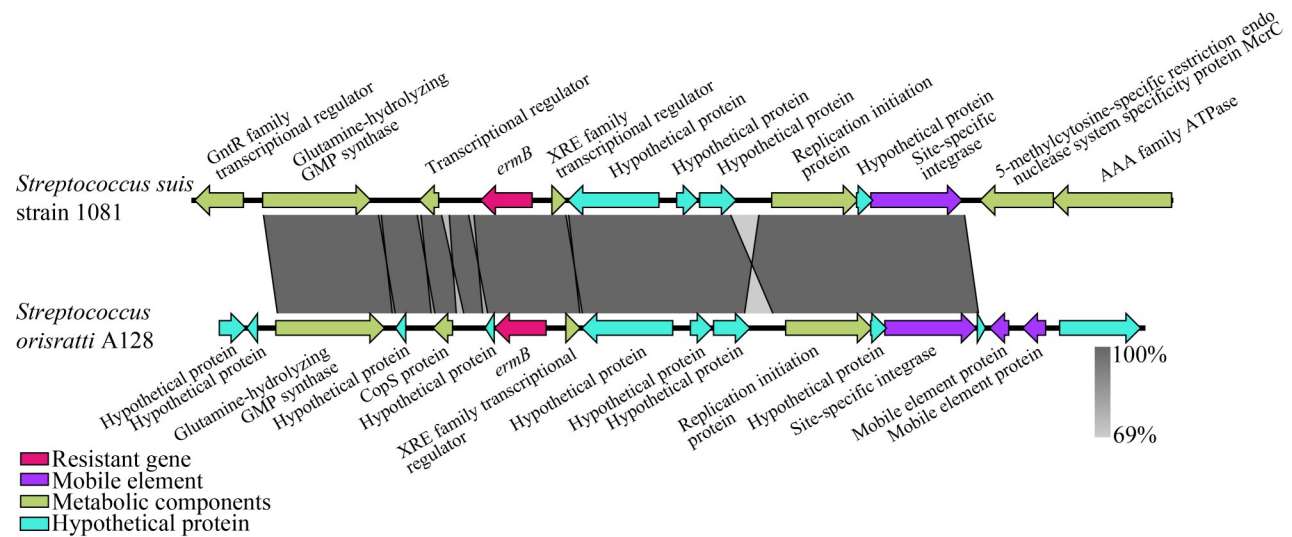 GntR family
transcriptional regulator
Glutamine-hydrolyzing
GMP synthase
Transcriptional regulator
ermB
XRE family
transcriptional regulator
Hypothetical protein
Hypothetical protein
Hypothetical protein
Replication initiation
protein
Hypothetical protein
Site-specific
integrase
5-methylcytosine-specific restriction endo
nuclease system specificity protein McrC
AAA family ATPase
Streptococcus suis
strain 1081
Streptococcus
orisratti A128
Hypothetical protein
Hypothetical protein
Glutamine-hydrolyzing
GMP synthase
Hypothetical protein
CopS protein
Hypothetical protein
ermB
XRE family transcriptional
regulator
Hypothetical protein
Hypothetical protein
Hypothetical protein
Replication initiation
protein
Hypothetical protein
Site-specific integrase
Mobile element protein
Mobile element protein
100%
69%
Resistant gene
Mobile element
Metabolic components
Hypothetical protein